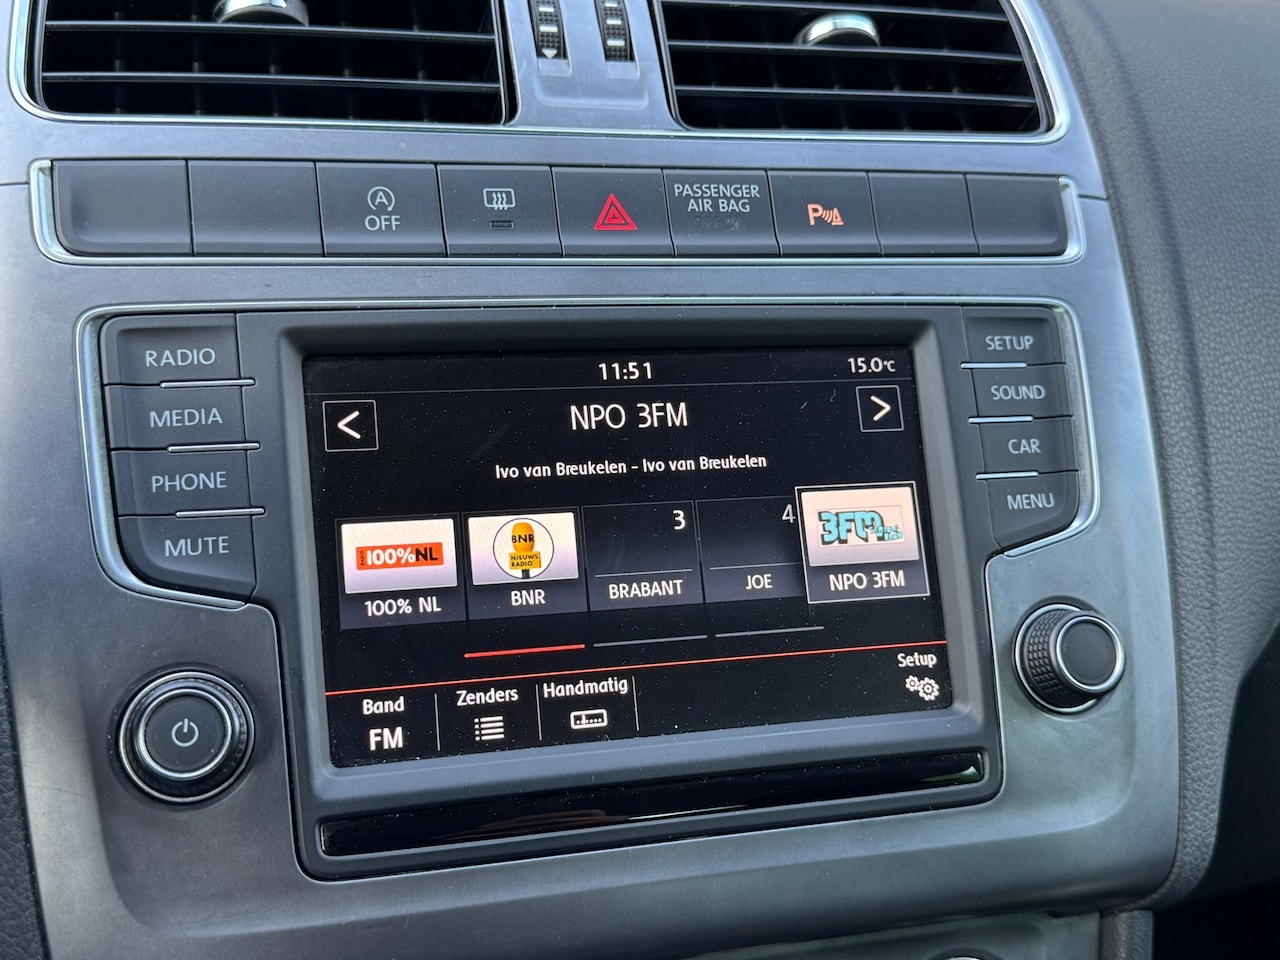 A
OFF
PASSENGER
AIR BAG
P
RADIO
MEDIA
PHONE
MUTE
SETUP
SOUND
CAR
MENU
11:51
15.0°C
<
NPO 3FM
>
Ivo van Breukelen - Ivo van Breukelen
100%NL
100% NL
BNR
NIEUWS
RADIO
BNR
3
BRABANT
4
JOE
3FM
NPO 3FM
Band
FM
Zenders
Handmatig
Setup